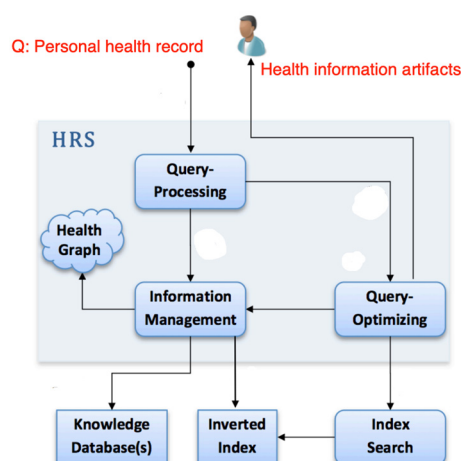 Q: Personal health record
Health information artifacts
HRS
Query-
Processing
Health
Graph
Information
Management
Query-
Optimizing
Knowledge
Database(s)
Inverted
Index
Index
Search